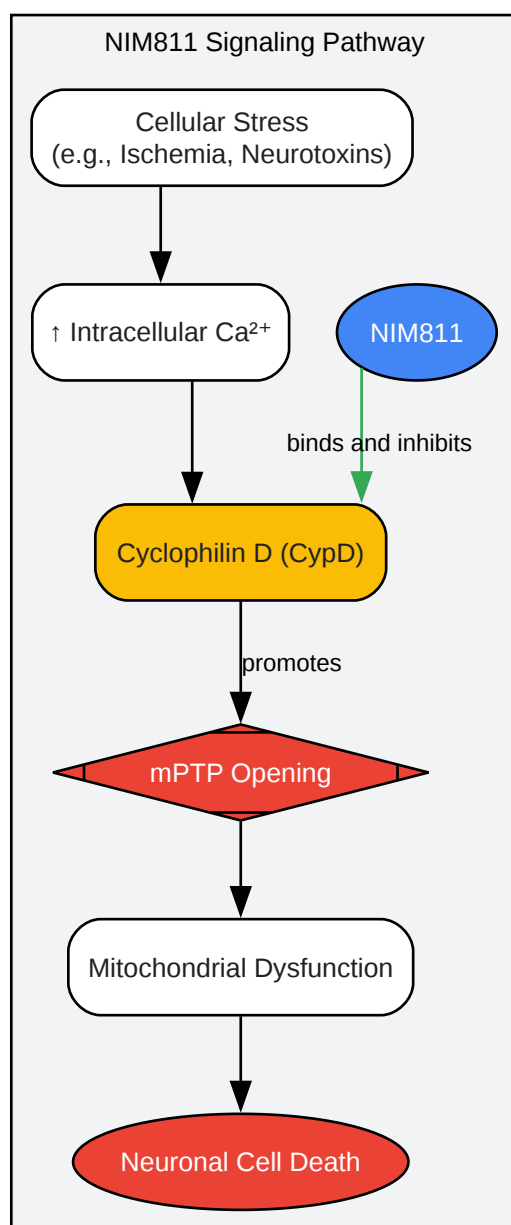 NIM811 Signaling Pathway
Cellular Stress
(e.g., Ischemia, Neurotoxins)
↑ Intracellular Ca²⁺
NIM811
binds and inhibits
Cyclophilin D (CypD)
promotes
mPTP Opening
Mitochondrial Dysfunction
Neuronal Cell Death